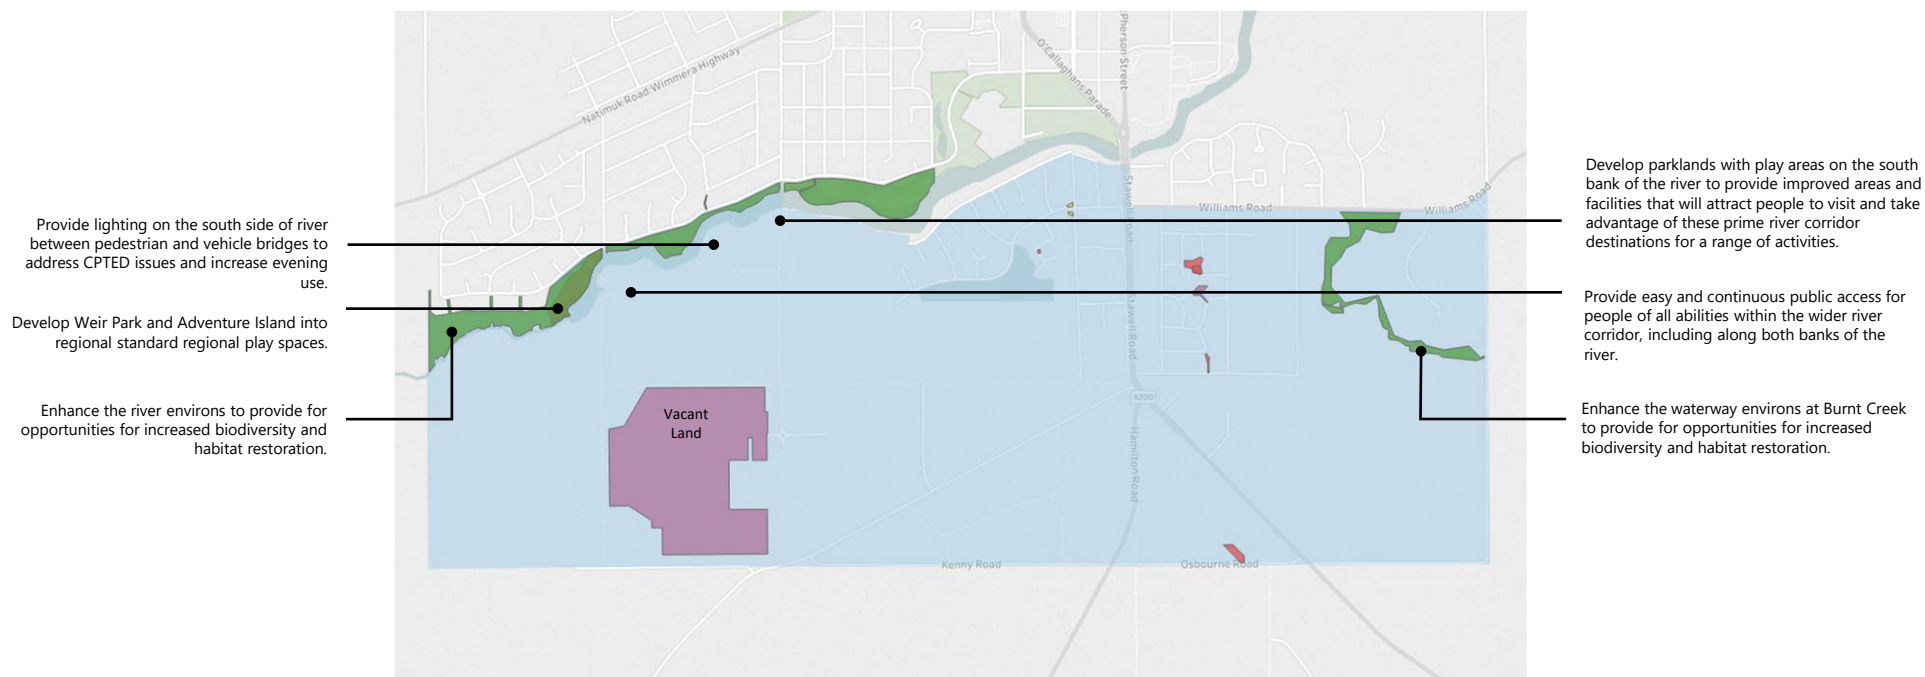 Provide lighting on the south side of river
between pedestrian and vehicle bridges to
address CPTED issues and increase evening
use.
Develop Weir Park and Adventure Island into
regional standard regional play spaces.
Enhance the river environs to provide for
opportunities for increased biodiversity and
habitat restoration.
Natimuk Road:Wimmera Highway
O'Callaghans Parade
Pherson Street
Stawell Road
Williams Road
Williams Road
Stawell Road
Vacant
Land
A200
Hamilton Road
Kenny Road
Osbourne Road
Develop parklands with play areas on the south
bank of the river to provide improved areas and
facilities that will attract people to visit and take
advantage of these prime river corridor
destinations for a range of activities.
Provide easy and continuous public access for
people of all abilities within the wider river
corridor, including along both banks of the
river.
Enhance the waterway environs at Burnt Creek
to provide for opportunities for increased
biodiversity and habitat restoration.